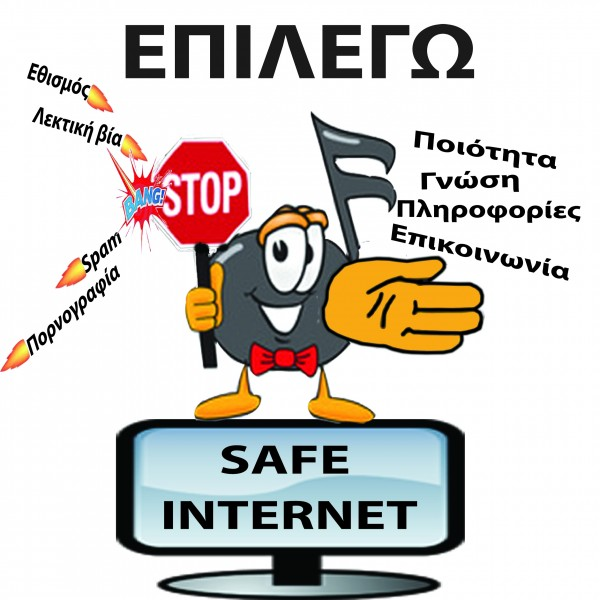 ΕΠΙΛΕΓΩ
Εθισμός
Λεκτική βία
BANG!
STOP
Spam
Πορνογραφία
Ποιότητα
Γνώση
Πληροφορίες
Επικοινωνία
SAFE
INTERNET